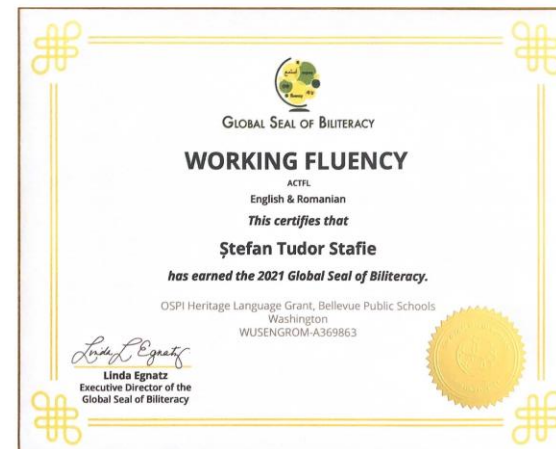 GLOBAL SEAL OF BILITERACY
WORKING FLUENCY
ACTFL
English & Romanian
This certifies that
Ștefan Tudor Stafie
has earned the 2021 Global Seal of Biliteracy.
OSPI Heritage Language Grant, Bellevue Public Schools
Washington
WUSENGROM-A369863
Linda L Egnatz
Linda Egnatz
Executive Director of the
Global Seal of Biliteracy